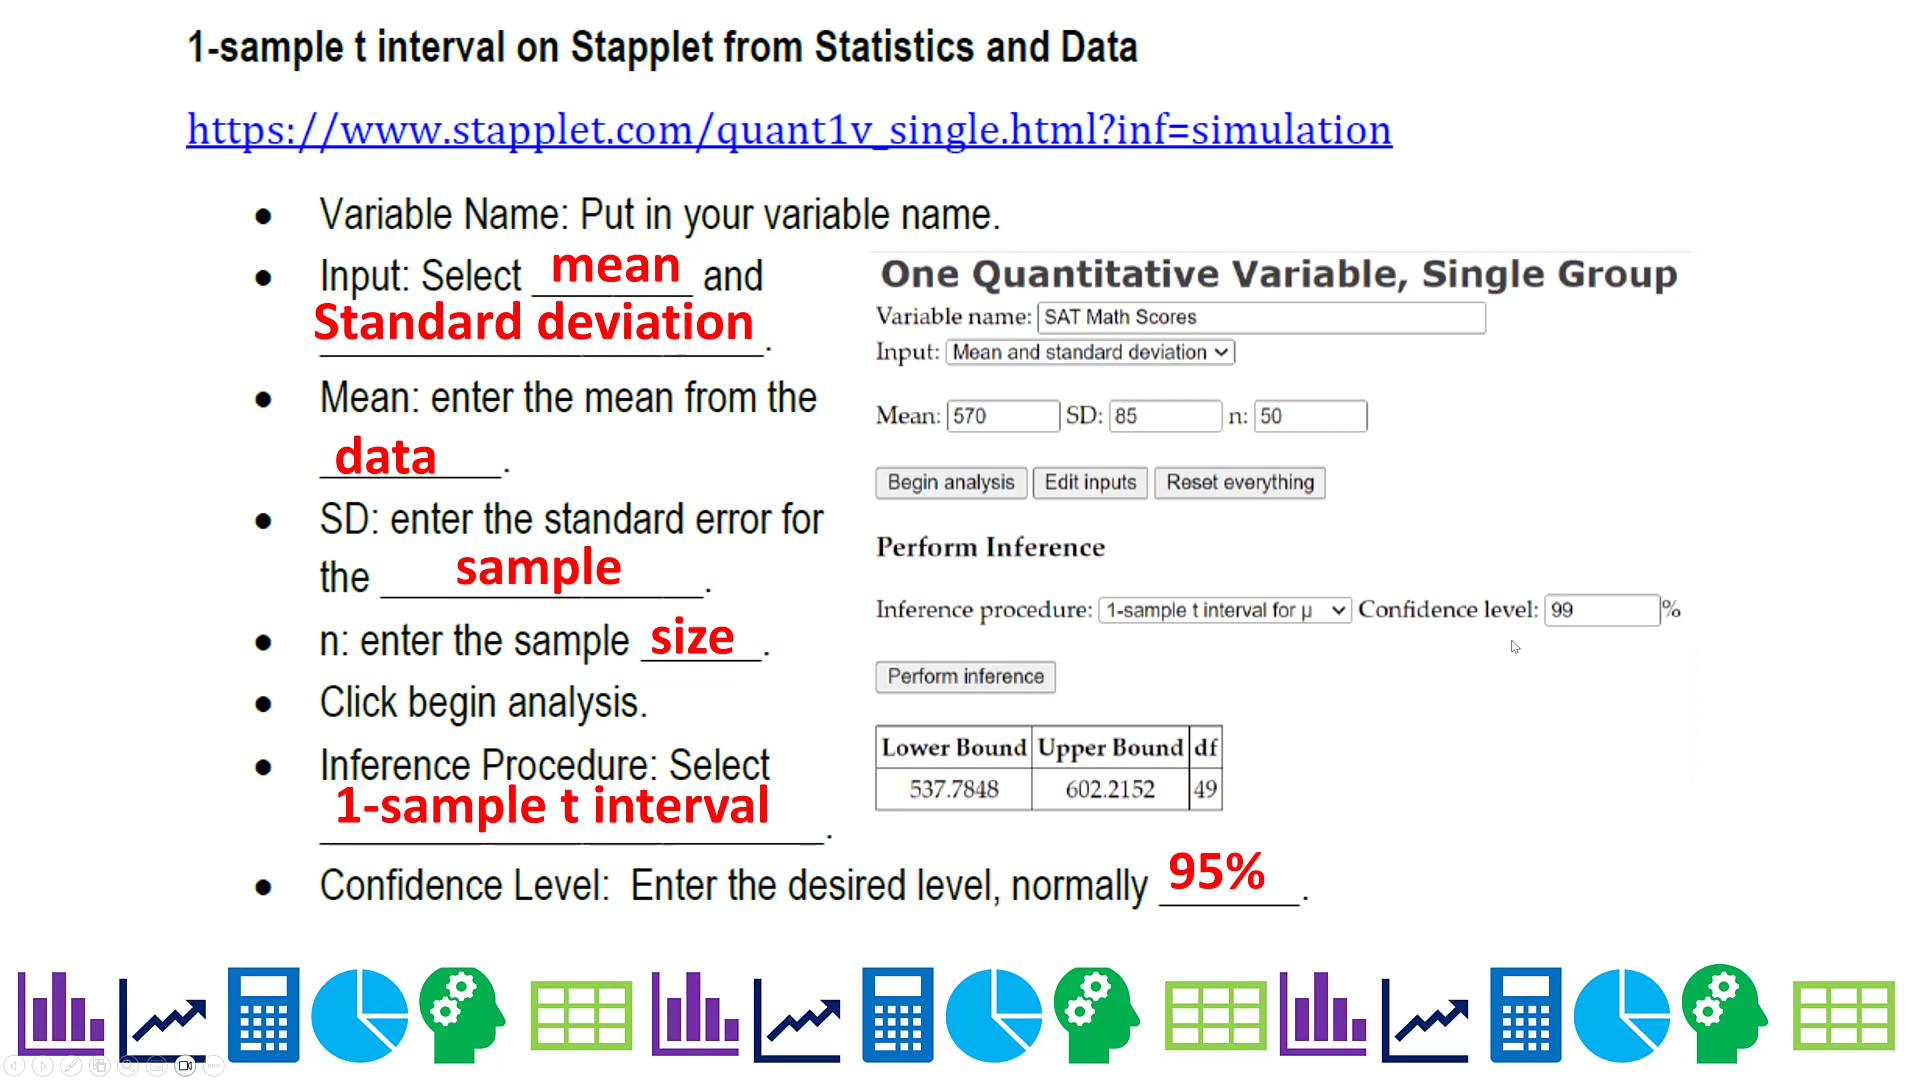 1-sample t interval on Stapplet from Statistics and Data
https://www.stapplet.com/quant1v_single.html?inf=simulation
• Variable Name: Put in your variable name.
• Input: Select mean and
Standard deviation.
• Mean: enter the mean from the
data.
• SD: enter the standard error for
the sample.
• n: enter the sample size.
• Click begin analysis.
• Inference Procedure: Select
1-sample t interval.
• Confidence Level: Enter the desired level, normally 95%.
One Quantitative Variable, Single Group
Variable name: SAT Math Scores
Input: Mean and standard deviation
Mean: 570 SD: 85 n: 50
Begin analysis Edit inputs Reset everything
Perform Inference
Inference procedure: 1-sample t interval for μ Confidence level: 99 %
Perform inference
Lower Bound Upper Bound df
537.7848 602.2152 49